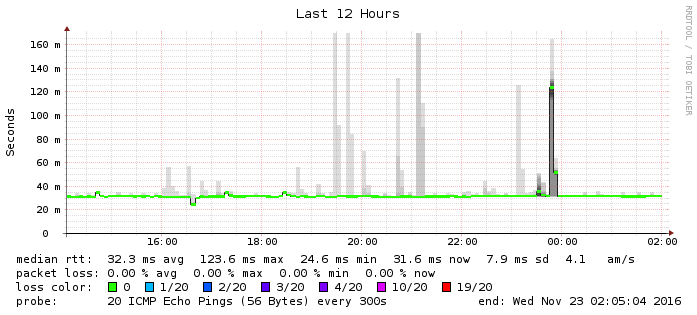 Last 12 Hours
RRDTOOL / TOBI OETIKER
Seconds
160 m
140 m
120 m
100 m
80 m
60 m
40 m
20 m
0
16:00 18:00 20:00 22:00 00:00 02:00
median rtt: 32.3 ms avg 123.6 ms max 24.6 ms min 31.6 ms now 7.9 ms sd 4.1 am/s
packet loss: 0.00 % avg 0.00 % max 0.00 % min 0.00 % now
loss color: 0 1/20 2/20 3/20 4/20 10/20 19/20
probe: 20 ICMP Echo Pings (56 Bytes) every 300s end: Wed Nov 23 02:05:04 2016